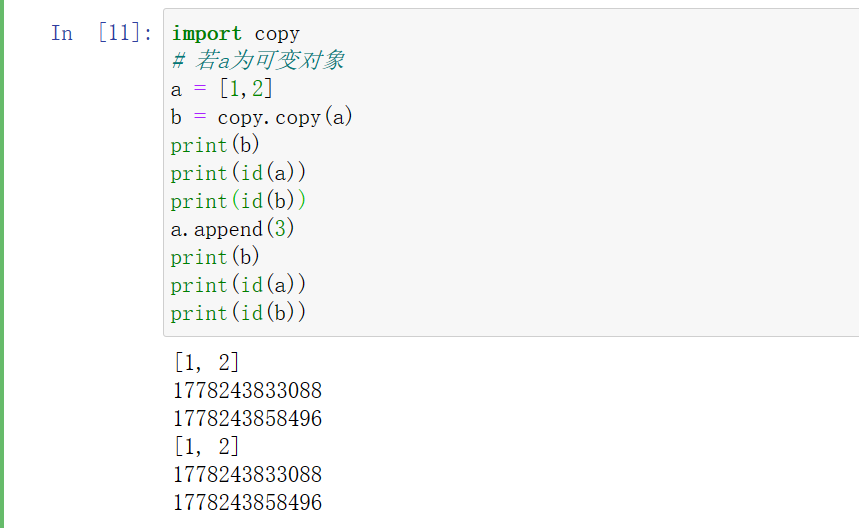 In [11]: import copy
# 若a为可变对象
a = [1,2]
b = copy.copy(a)
print(b)
print(id(a))
print(id(b))
a.append(3)
print(b)
print(id(a))
print(id(b))
[1, 2]
1778243833088
1778243858496
[1, 2]
1778243833088
1778243858496